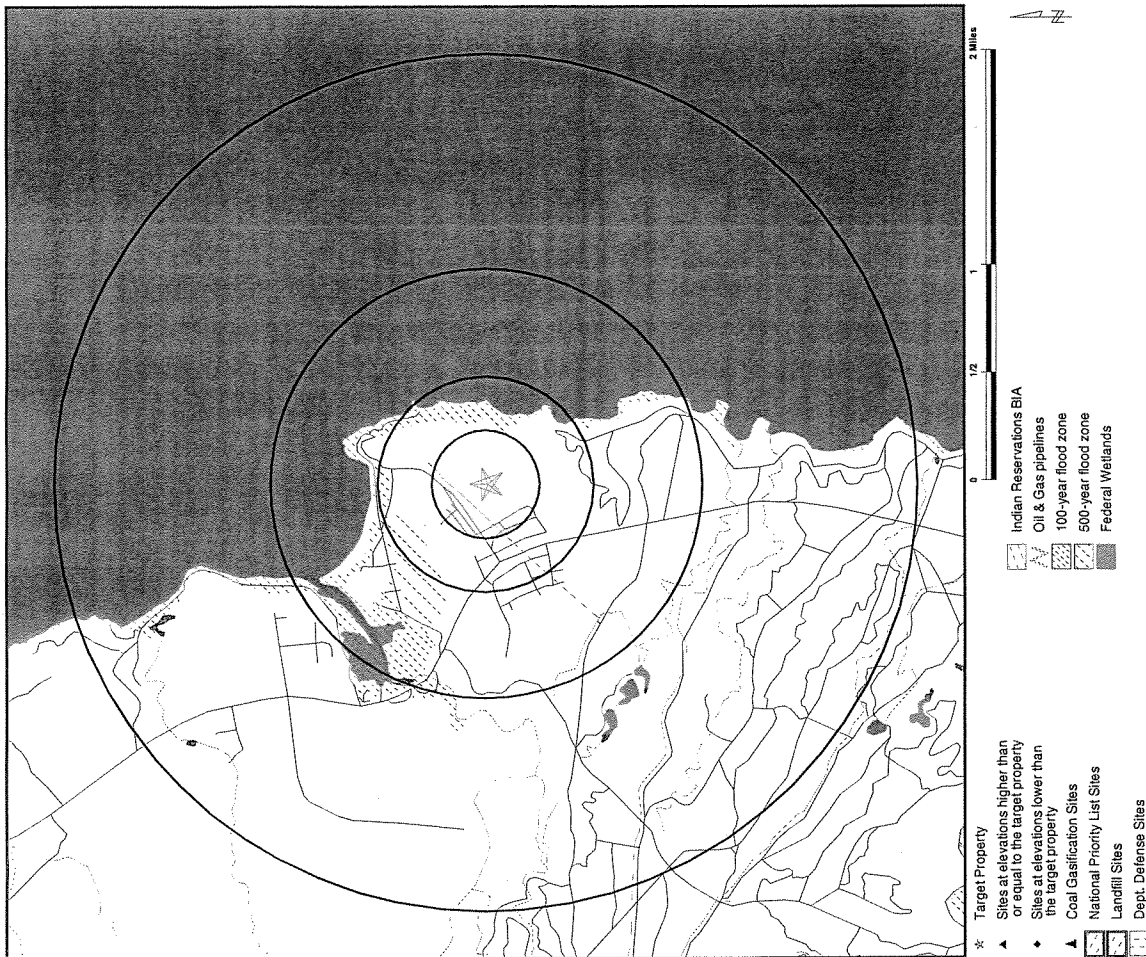 Target Property
Sites at elevations higher than
or equal to the target property
Sites at elevations lower than
the target property
Coal Gasification Sites
National Priority List Sites
Landfill Sites
Dept. Defense Sites
0
1/2
1
2 Miles
Indian Reservations BIA
Oil & Gas pipelines
100-year flood zone
500-year flood zone
Federal Wetlands
N